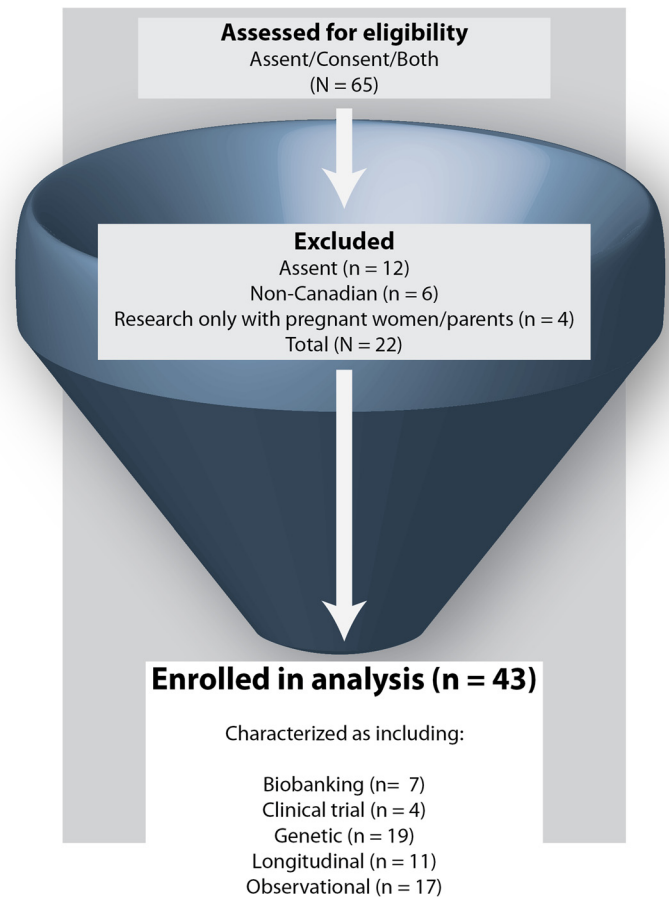 Assessed for eligibility
Assent/Consent/Both
(N = 65)
Excluded
Assent (n = 12)
Non-Canadian (n = 6)
Research only with pregnant women/parents (n = 4)
Total (N = 22)
Enrolled in analysis (n = 43)
Characterized as including:
Biobanking (n=  7)
Clinical trial (n = 4)
Genetic (n = 19)
Longitudinal (n = 11)
Observational (n = 17)